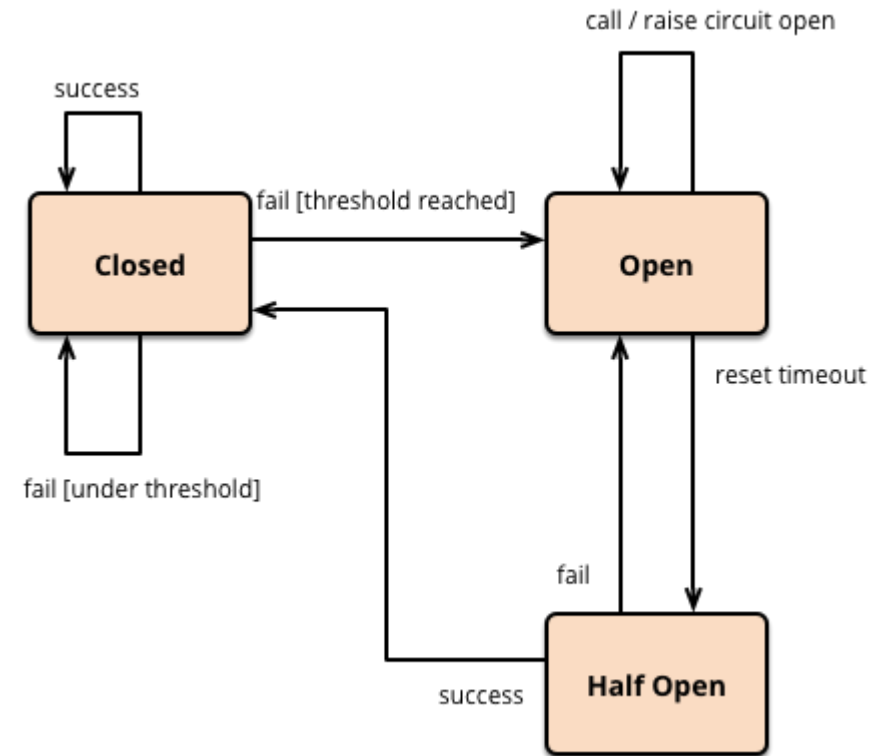 call / raise circuit open
success
fail [threshold reached]
Closed
Open
reset timeout
fail [under threshold]
fail
Half Open
success